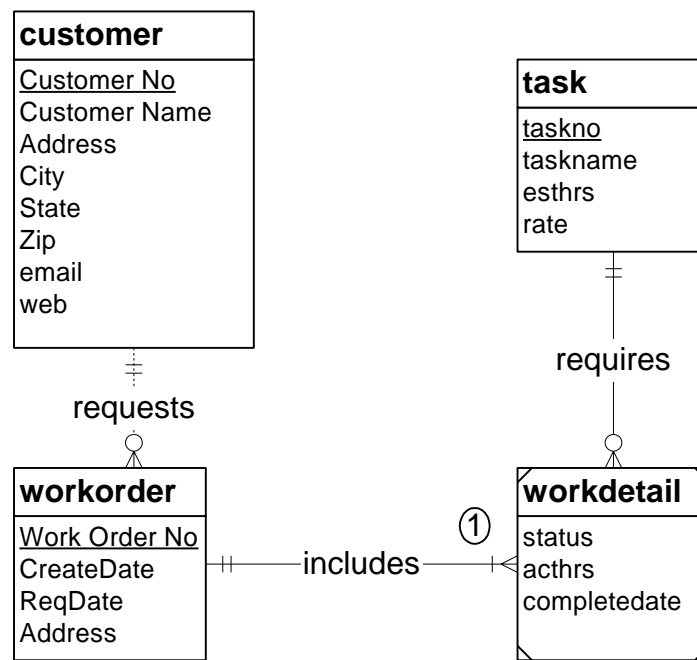 customer
Customer No
Customer Name
Address
City
State
Zip
email
web
task
taskno
taskname
esthrs
rate
requests
requires
workorder
Work Order No
CreateDate
ReqDate
Address
includes
1
workdetail
status
acthrs
completedate